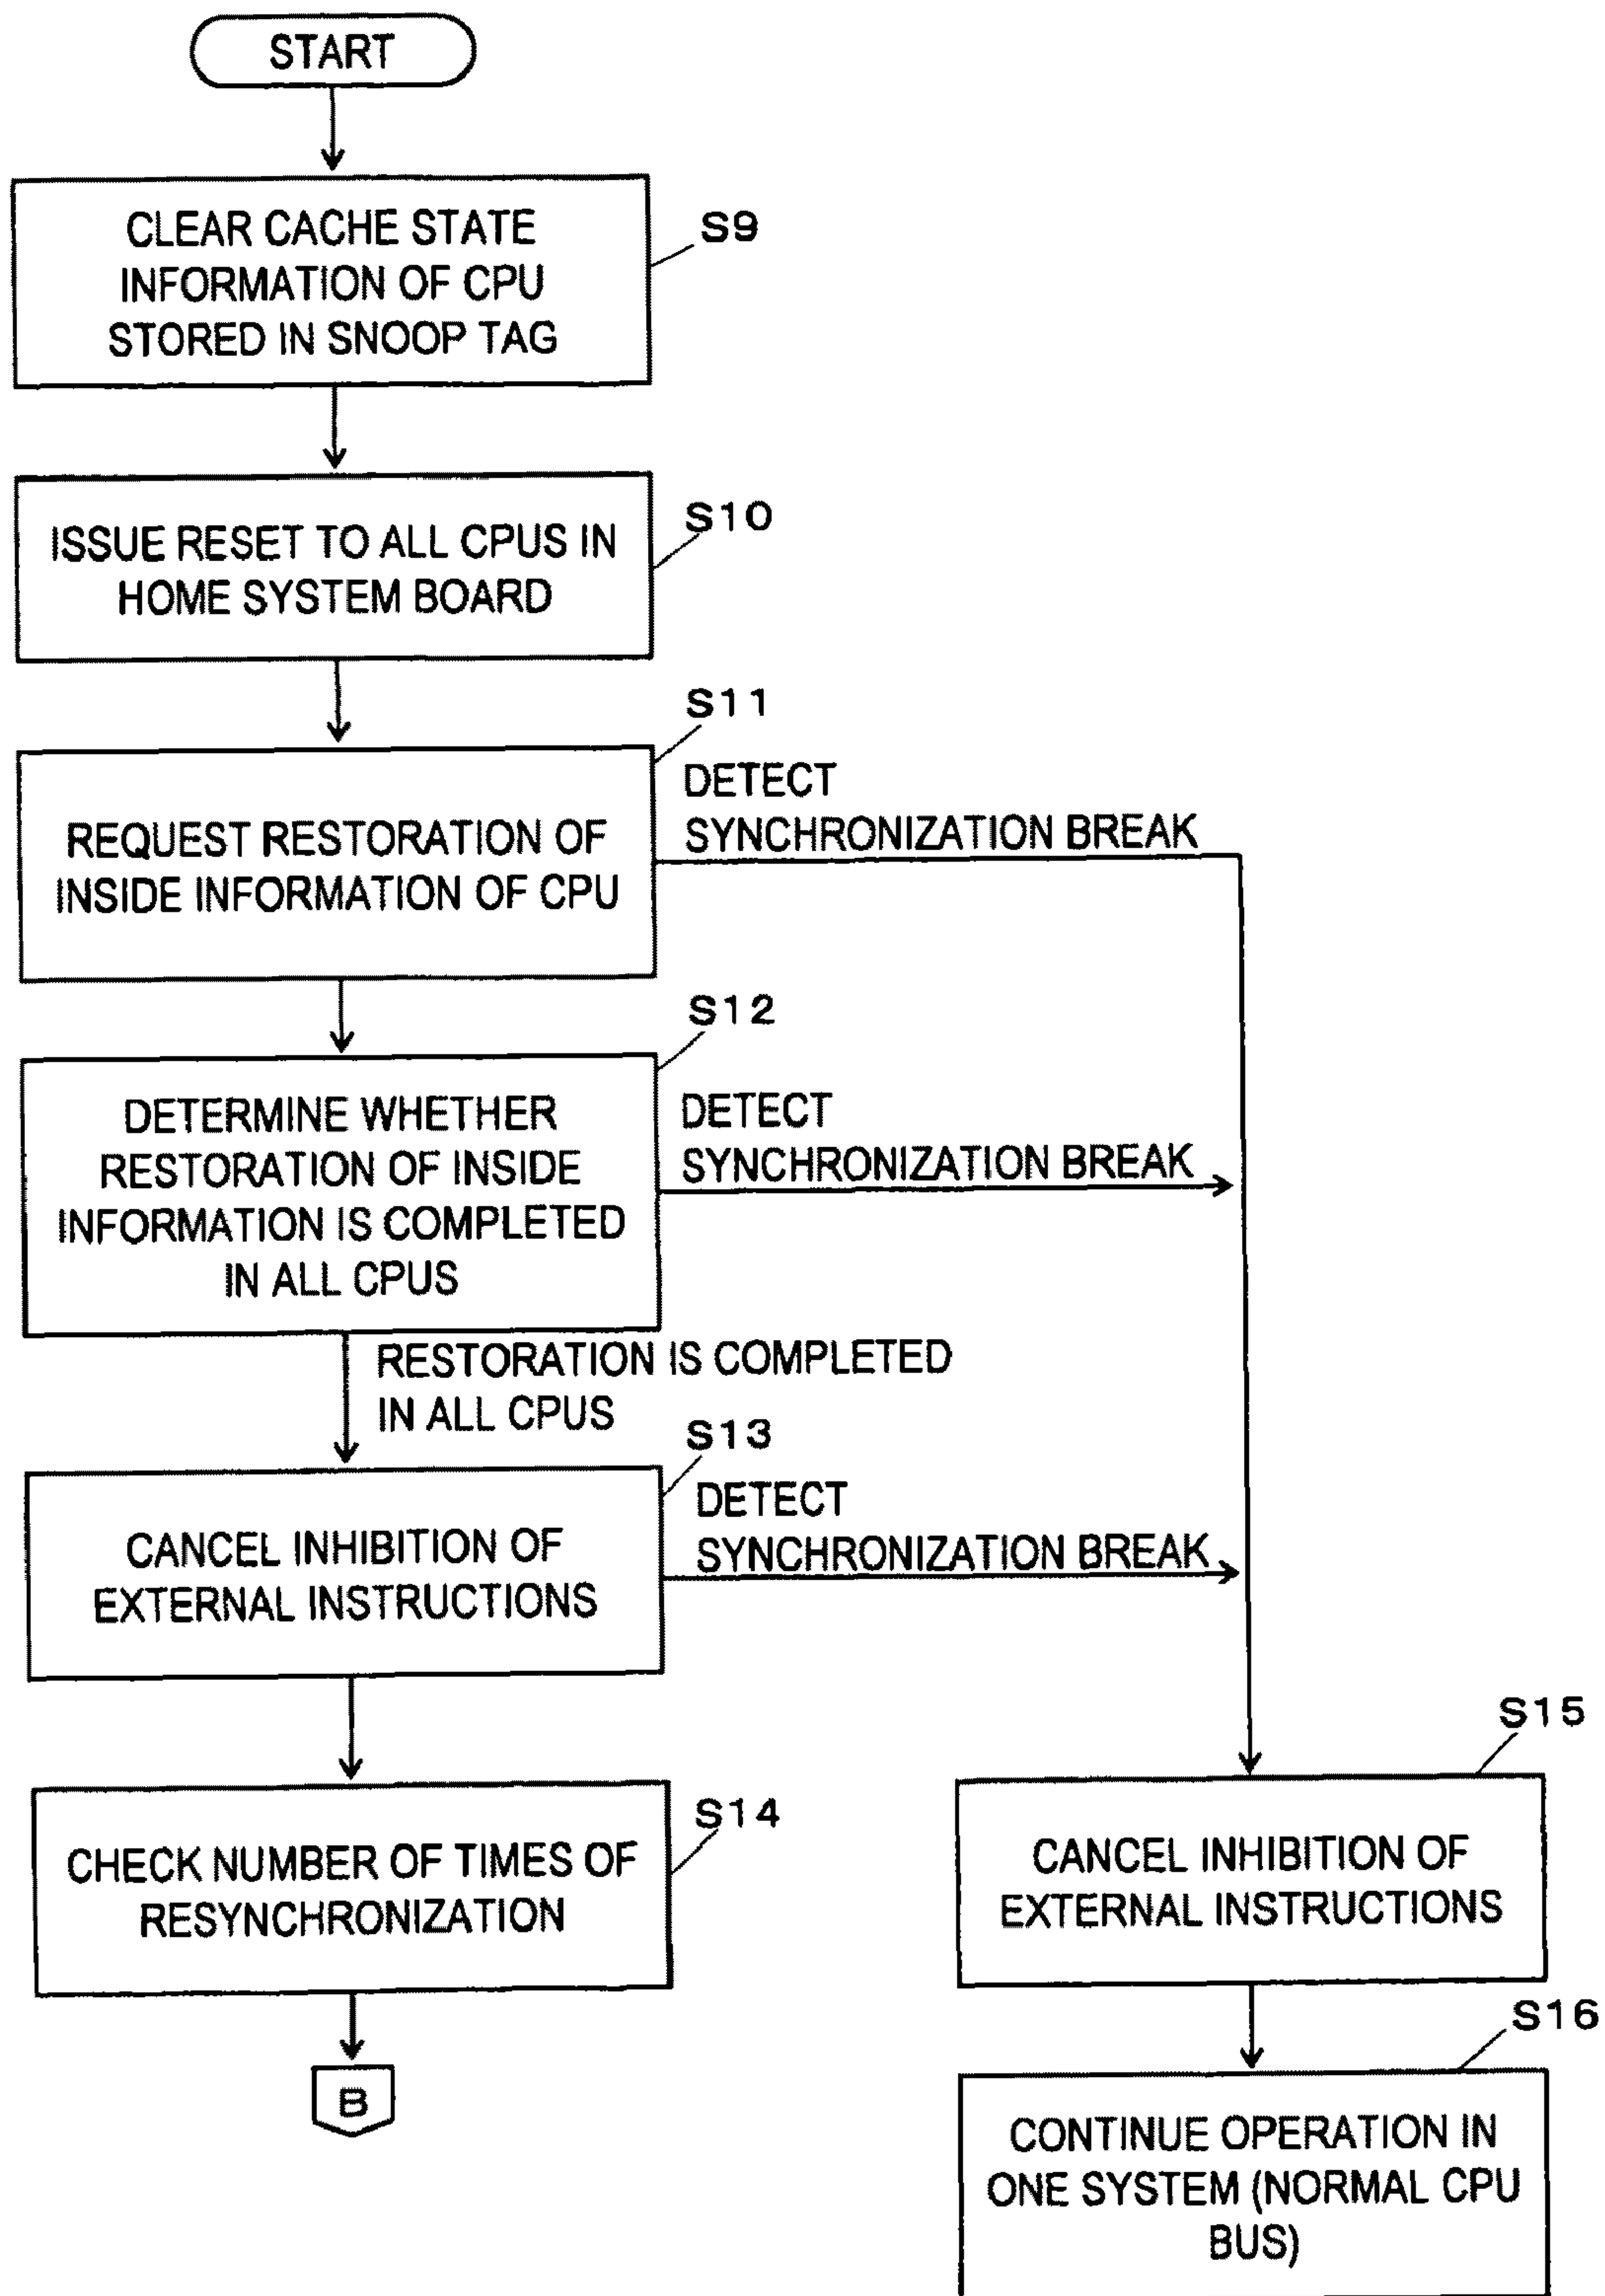 START
CLEAR CACHE STATE
INFORMATION OF CPU
STORED IN SNOOP TAG
S9
ISSUE RESET TO ALL CPUS IN
HOME SYSTEM BOARD
S10
REQUEST RESTORATION OF
INSIDE INFORMATION OF CPU
S11
DETECT
SYNCHRONIZATION BREAK
DETERMINE WHETHER
RESTORATION OF INSIDE
INFORMATION IS COMPLETED
IN ALL CPUS
S12
DETECT
SYNCHRONIZATION BREAK
RESTORATION IS COMPLETED
IN ALL CPUS
CANCEL INHIBITION OF
EXTERNAL INSTRUCTIONS
S13
DETECT
SYNCHRONIZATION BREAK
CHECK NUMBER OF TIMES OF
RESYNCHRONIZATION
S14
B
S15
CANCEL INHIBITION OF
EXTERNAL INSTRUCTIONS
S16
CONTINUE OPERATION IN
ONE SYSTEM (NORMAL CPU
BUS)